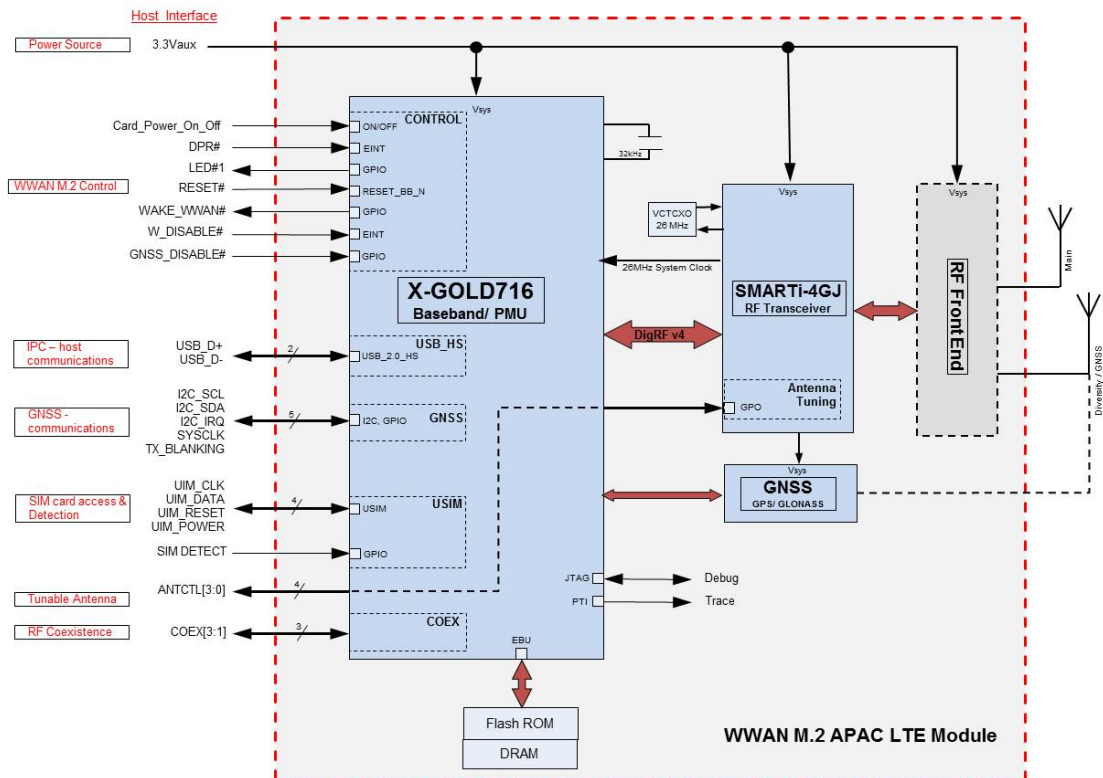 Host Interface
Power Source
3.3Vaux
Vsys
CONTROL
Card_Power_On_Off
ON/OFF
DPR#
EINT
LED#1
GPIO
WWAN M.2 Control
RESET#
RESET_BB_N
WAKE_WWAN#
GPIO
W_DISABLE#
EINT
GNSS_DISABLE#
GPIO
32kHz
VCTCXO
26 MHz
26MHz System Clock
X-GOLD716
Baseband/ PMU
Vsys
SMARTi-4GJ
RF Transceiver
DigRF v4
Antenna
Tuning
GPO
Vsys
RF FrontEnd
Main
Diversity / GNSS
IPC – host
communications
USB_D+
USB_D-
2
USB_HS
USB_2.0_HS
GNSS -
communications
I2C_SCL
I2C_SDA
I2C_IRQ
SYSCLK
TX_BLANKING
5
I2C, GPIO
GNSS
Vsys
GNSS
GPS/ GLONASS
SIM card access &
Detection
UIM_CLK
UIM_DATA
UIM_RESET
UIM_POWER
4
USIM
USIM
SIM DETECT
GPIO
Tunable Antenna
ANTCTL[3:0]
4
JTAG
Debug
PTI
Trace
RF Coexistence
COEX[3:1]
3
COEX
EBU
Flash ROM
DRAM
WWAN M.2 APAC LTE Module